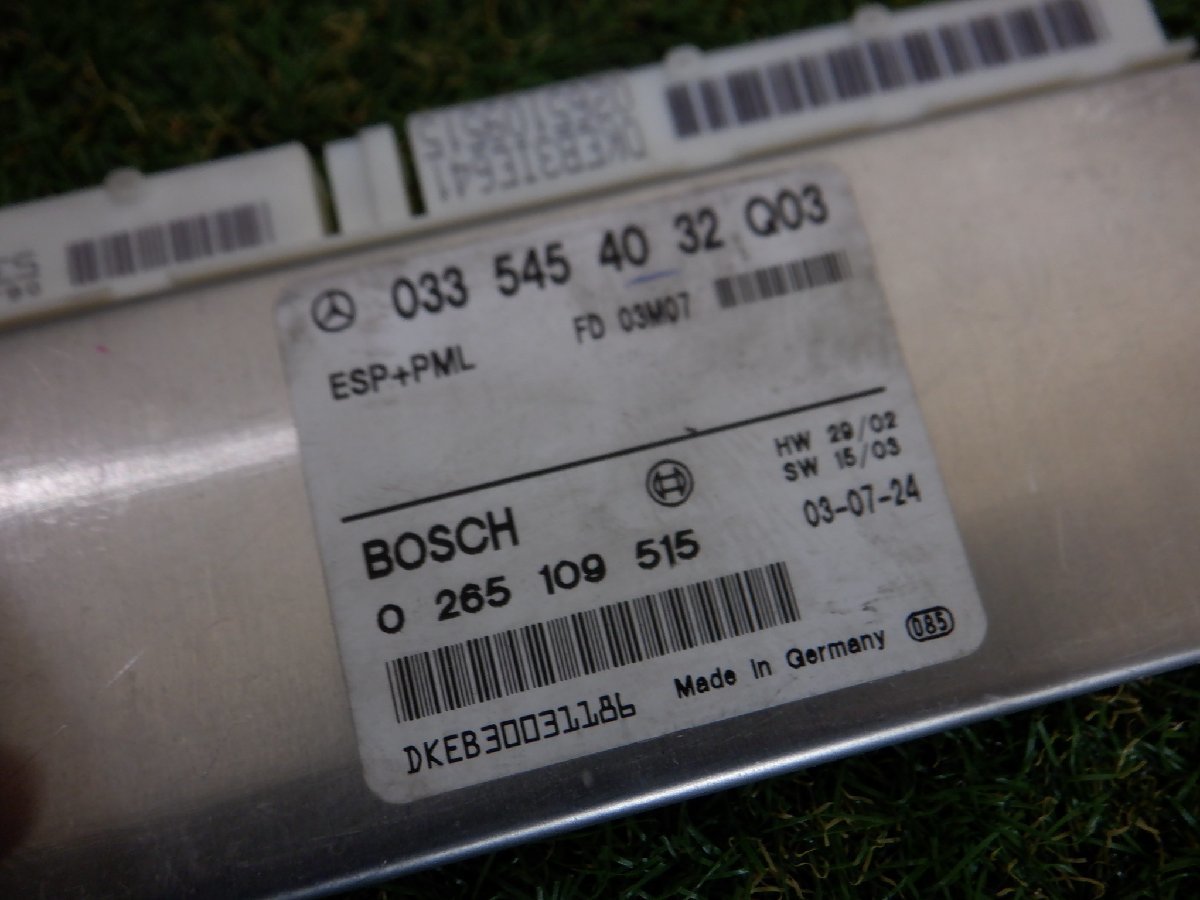 033 545 40 32 Q03
FD 03M07
ESP+PML
HW 29/02
SW 15/03
03-07-24
BOSCH
0 265 109 515
Made in Germany 085
DKEB30031186